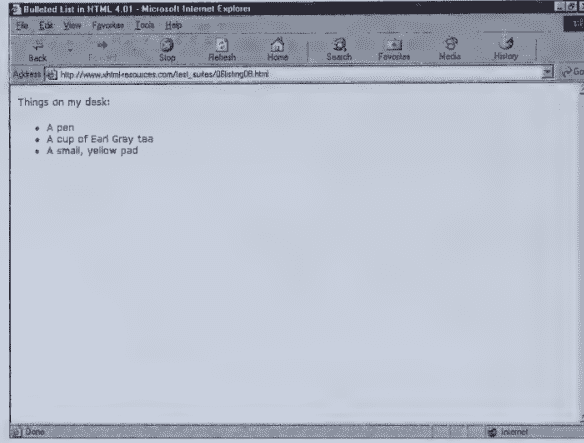 Bulleted List in HTML 4.01 - Microsoft Internet Explorer
File Edit View Favorites Tools Help
Back Stop Refresh Home Search Favorites Media History
Address http://www.xhtml-resources.com/test_suites/08listing08.html Go
Things on my desk:
• A pen
• A cup of Earl Gray tea
• A small, yellow pad
Done Internet